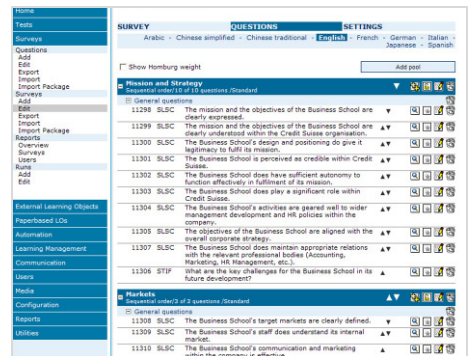 Home
Tests
Surveys
Questions
Add
Edit
Export
Import
Import Package
Surveys
Add
Edit
Export
Import
Import Package
Reports
Overview
Surveys
Users
Runs
Add
Edit
External Learning Objects
Paperbased LOs
Automation
Learning Management
Communication
Users
Media
Configuration
Reports
Utilities
SURVEY QUESTIONS SETTINGS
Arabic - Chinese simplified - Chinese traditional - English - French - German - Italian -
Japanese - Spanish
Show Homburg weight Add pool
Mission and Strategy
Sequential order/10 of 10 questions /Standard
General questions
11298 SLSC The mission and the objectives of the Business School are
clearly expressed.
11299 SLSC The mission and the objectives of the Business School are
clearly understood within the Credit Suisse organisation.
11300 SLSC The Business School's design and positioning do give it
legitimacy to fulfil its mission.
11301 SLSC The Business School is perceived as credible within Credit
Suisse.
11302 SLSC The Business School does have sufficient autonomy to
function effectively in fulfilment of its mission.
11303 SLSC The Business School does play a significant role within
Credit Suisse.
11304 SLSC The Business School's activities are geared well to wider
management development and HR policies within the
company.
11305 SLSC The objectives of the Business School are aligned with the
overall corporate strategy.
11307 SLSC The Business School does maintain appropriate relations
with the relevant professional bodies (Accounting,
Marketing, HR Management, etc.).
11306 STIF What are the key challenges for the Business School in its
future development?
Markets
Sequential order/3 of 3 questions /Standard
General questions
11308 SLSC The Business School's target markets are clearly defined.
11309 SLSC The Business School's staff does understand its internal
market.
11310 SLSC The Business School's communication and marketing
within the company is effective.